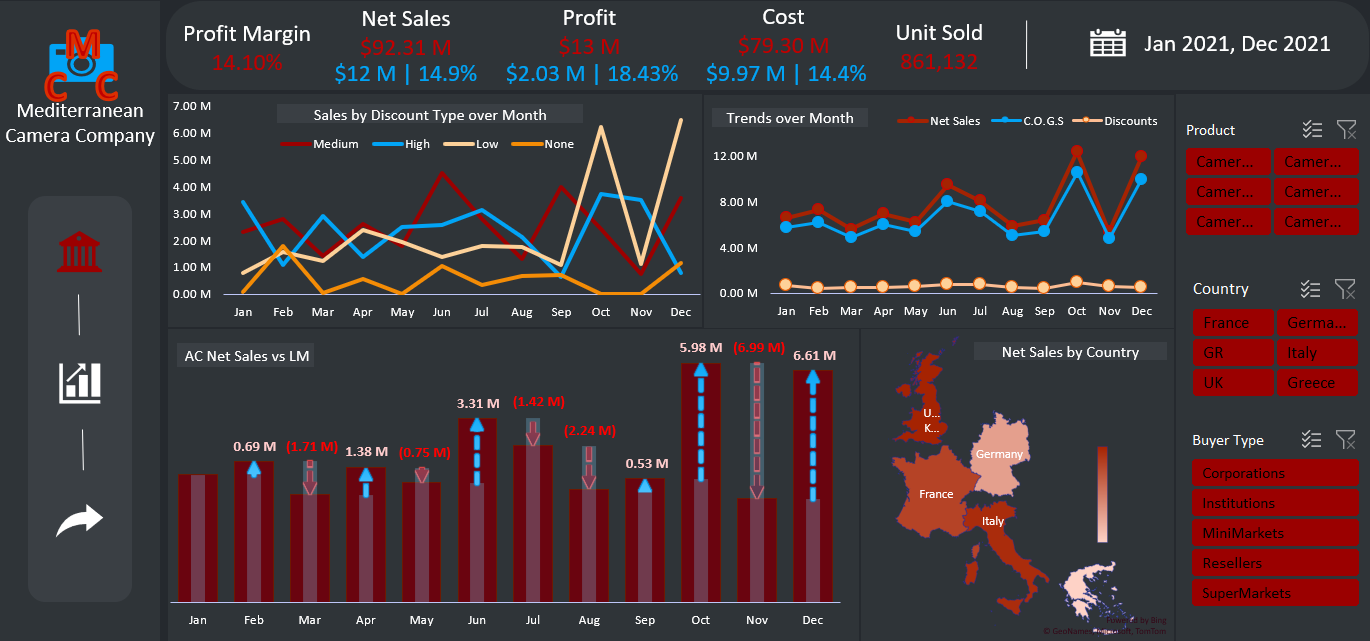 MCC
Mediterranean
Camera Company
Profit Margin
14.10%
Net Sales
$92.31 M
$12 M | 14.9%
Profit
$13 M
$2.03 M | 18.43%
Cost
$79.30 M
$9.97 M | 14.4%
Unit Sold
861,132
Jan 2021, Dec 2021
Sales by Discount Type over Month
Medium High Low None
7.00 M
6.00 M
5.00 M
4.00 M
3.00 M
2.00 M
1.00 M
0.00 M
Jan Feb Mar Apr May Jun Jul Aug Sep Oct Nov Dec
Trends over Month
Net Sales C.O.G.S Discounts
12.00 M
8.00 M
4.00 M
0.00 M
Jan Feb Mar Apr May Jun Jul Aug Sep Oct Nov Dec
AC Net Sales vs LM
0.69 M (1.71 M) 1.38 M (0.75 M) 3.31 M (1.42 M) (2.24 M) 0.53 M 5.98 M (6.99 M) 6.61 M
Jan Feb Mar Apr May Jun Jul Aug Sep Oct Nov Dec
Net Sales by Country
U...
K...
Germany
France
Italy
Powered by Bing
© GeoNames, Microsoft, TomTom
Product
Camer... Camer...
Camer... Camer...
Camer... Camer...
Country
France Germa...
GR Italy
UK Greece
Buyer Type
Corporations
Institutions
MiniMarkets
Resellers
SuperMarkets